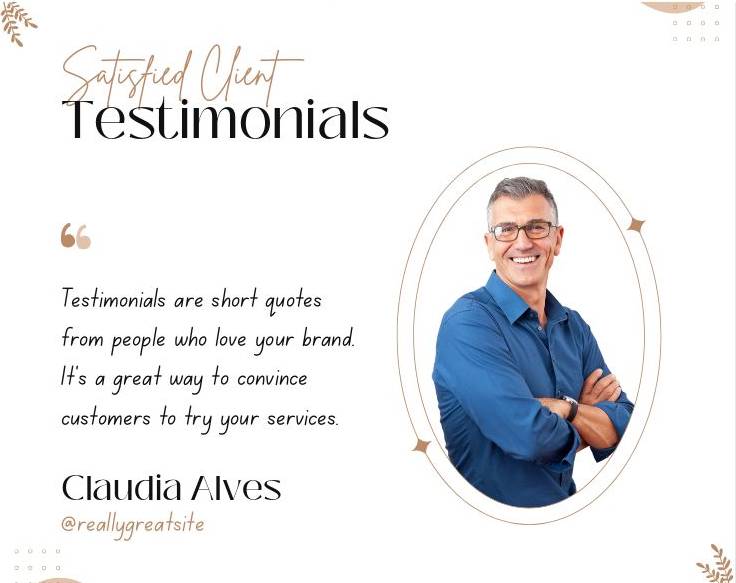 Satisfied Client
Testimonials
Testimonials are short quotes
from people who love your brand.
It's a great way to convince
customers to try your services.
Claudia Alves
@reallygreatsite